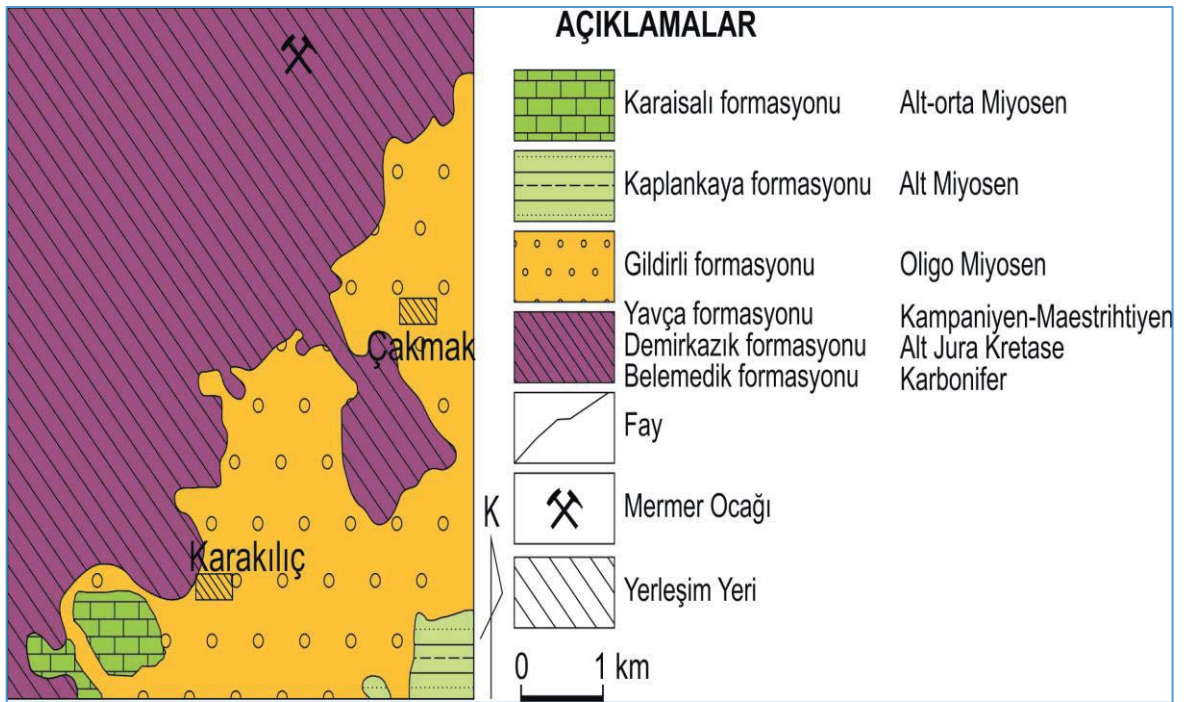 AÇIKLAMALAR
Karaisalı formasyonu Alt-orta Miyosen
Kaplankaya formasyonu Alt Miyosen
Gildirli formasyonu Oligo Miyosen
Yavça formasyonu Kampaniyen-Maestrihtiyen
Demirkazık formasyonu Alt Jura Kretase
Belemedik formasyonu Karbonifer
Fay
Mermer Ocağı
Yerleşim Yeri
0 1 km
K
Çakmak
Karakılıç